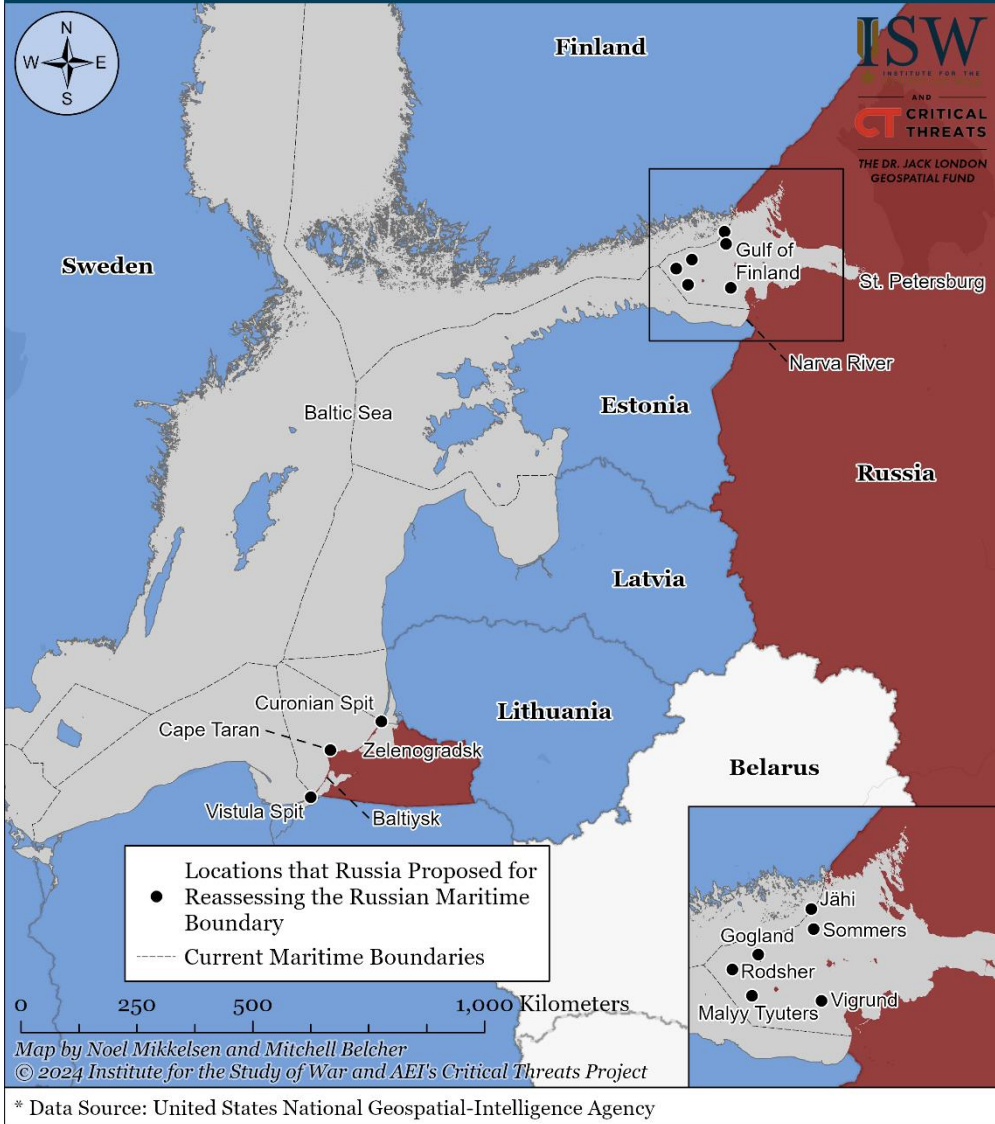 N
W E
S
Finland
ISW
INSTITUTE FOR THE
AND
CT CRITICAL
THREATS
THE DR. JACK LONDON
GEOSPATIAL FUND
Sweden
Gulf of
Finland
St. Petersburg
Narva River
Baltic Sea
Estonia
Russia
Latvia
Curonian Spit
Lithuania
Cape Taran
Zelenogradsk
Belarus
Vistula Spit
Baltiysk
Locations that Russia Proposed for
Reassessing the Russian Maritime
Boundary
Current Maritime Boundaries
0 250 500 1,000 Kilometers
Jähi
Sommers
Gogland
Rodsher
Vigrund
Malyy Tyuters
Map by Noel Mikkelsen and Mitchell Belcher
© 2024 Institute for the Study of War and AEI's Critical Threats Project
* Data Source: United States National Geospatial-Intelligence Agency